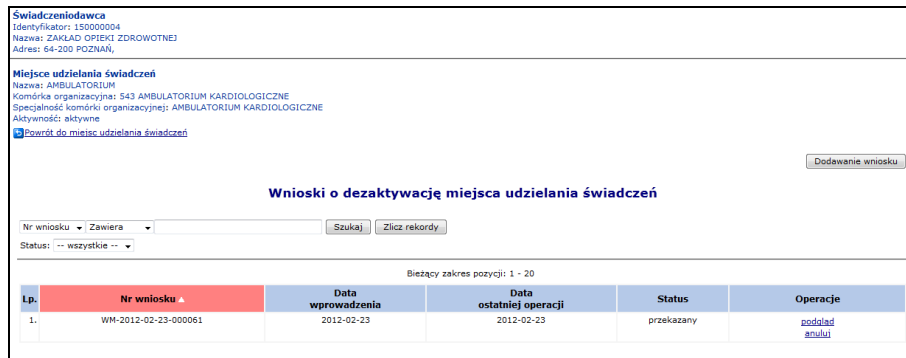 Świadczeniodawca
Identyfikator: 150000004
Nazwa: ZAKŁAD OPIEKI ZDROWOTNEJ
Adres: 64-200 POZNAŃ,
Miejsce udzielania świadczeń
Nazwa: AMBULATORIUM
Komórka organizacyjna: 543 AMBULATORIUM KARDIOLOGICZNE
Specjalność komórki organizacyjnej: AMBULATORIUM KARDIOLOGICZNE
Aktywność: aktywne
Powrót do miejsc udzielania świadczeń
Dodawanie wniosku
Wnioski o dezaktywację miejsca udzielania świadczeń
Nr wniosku Zawiera Szukaj Zlicz rekordy
Status: -- wszystkie --
Bieżący zakres pozycji: 1 - 20
Lp. Nr wniosku Data wprowadzenia Data ostatniej operacji Status Operacje
1. WM-2012-02-23-000061 2012-02-23 2012-02-23 przekazany podgląd
anuluj